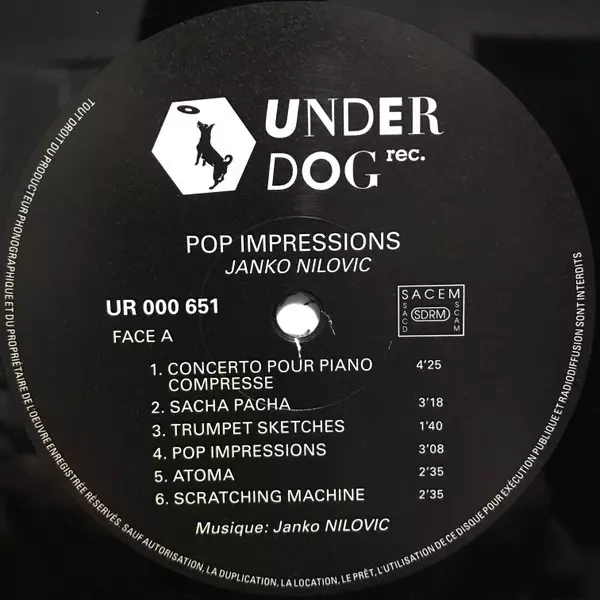 UNDER
DOG rec.
POP IMPRESSIONS
JANKO NILOVIC
UR 000 651
FACE A
SACEM
SACD
SDRM
SCAM
1. CONCERTO POUR PIANO
COMPRESSE 4'25
2. SACHA PACHA 3'18
3. TRUMPET SKETCHES 1'40
4. POP IMPRESSIONS 3'08
5. ATOMA 2'35
6. SCRATCHING MACHINE 2'35
Musique: Janko NILOVIC
TOUT DROIT DU PRODUCTEUR PHONOGRAPHIQUE ET DU PROPRIÉTAIRE DE L'OEUVRE ENREGISTRÉE RÉSERVÉS. SAUF AUTORISATION, LA DUPLICATION, LA LOCATION, LE PRÊT, L'UTILISATION DE CE DISQUE POUR EXÉCUTION PUBLIQUE ET RADIODIFFUSION SONT INTERDITS